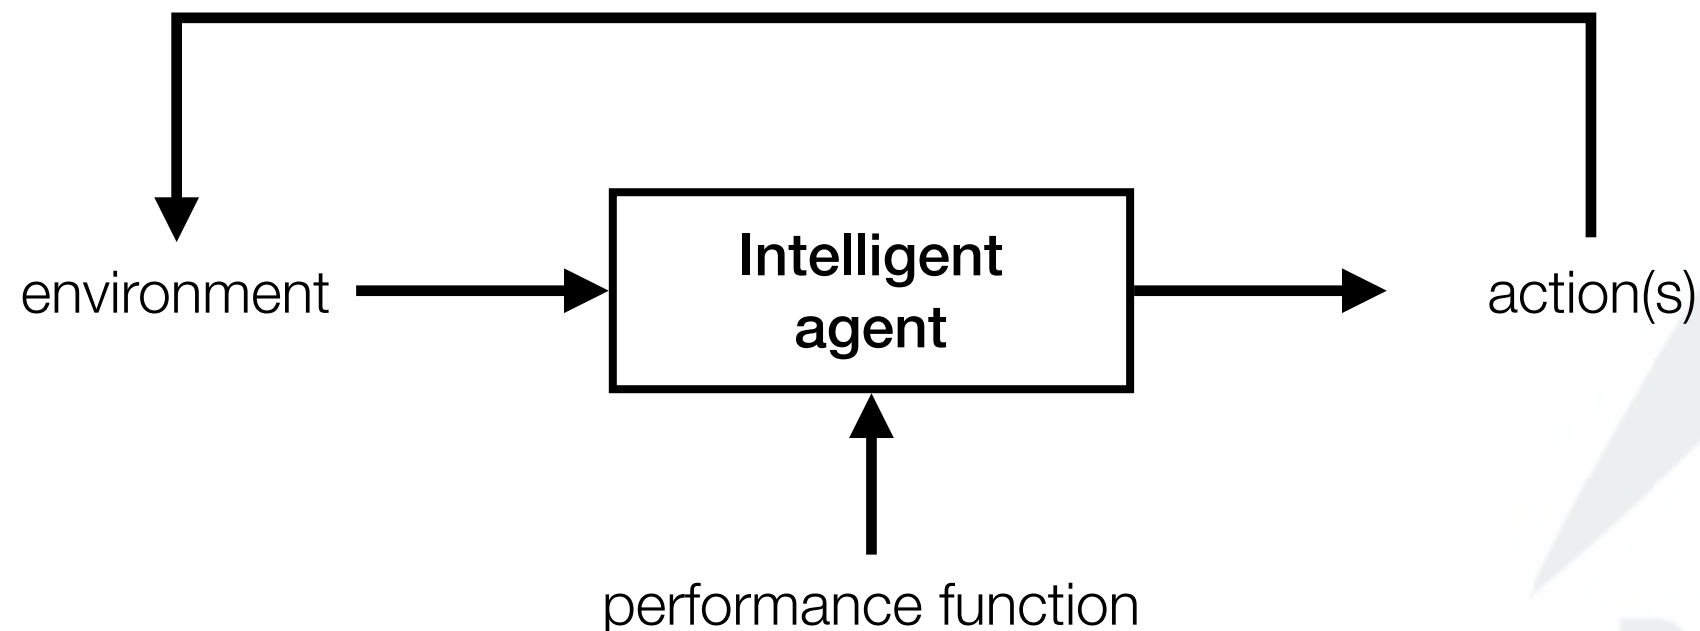 Intelligent
agent
environment
action(s)
performance function